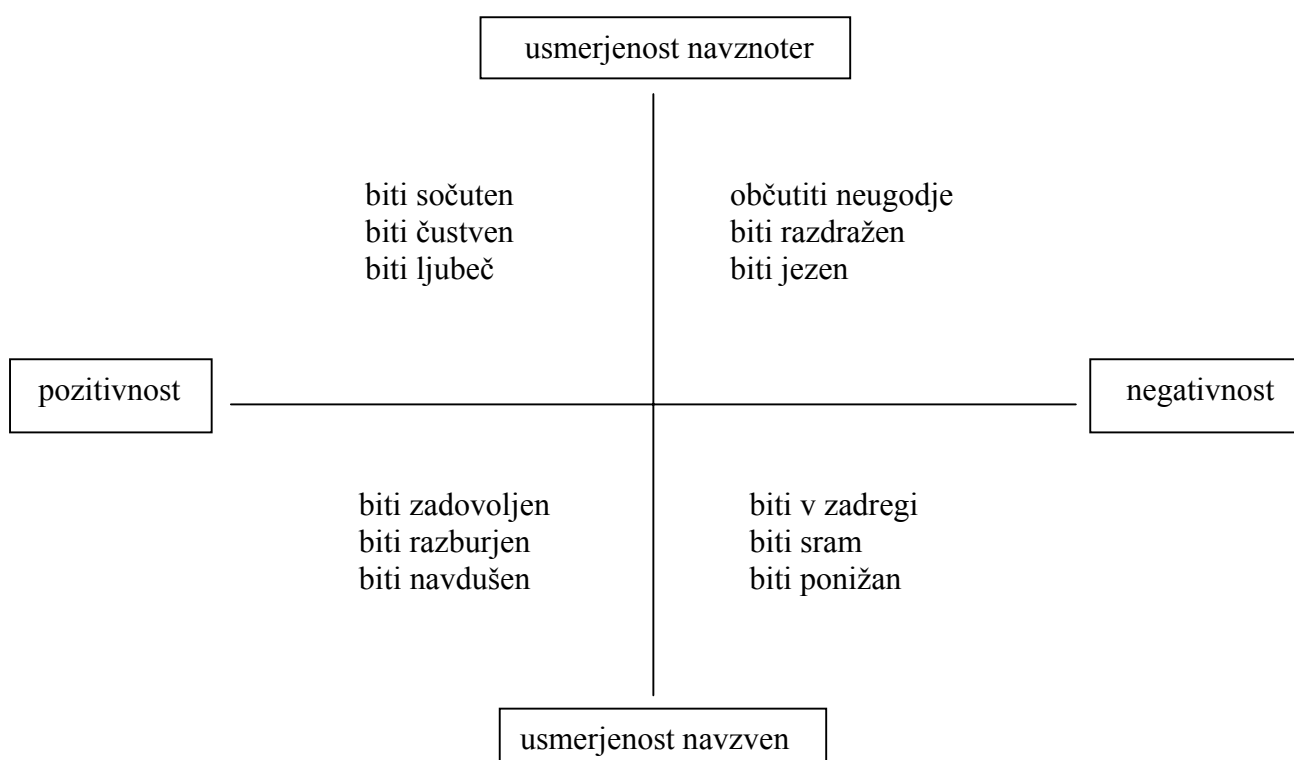 usmerjenost navznoter
biti sočuten
biti čustven
biti ljubeč
občutiti neugodje
biti razdražen
biti jezen
pozitivnost
negativnost
biti zadovoljen
biti razburjen
biti navdušen
biti v zadregi
biti sram
biti ponižan
usmerjenost navzven